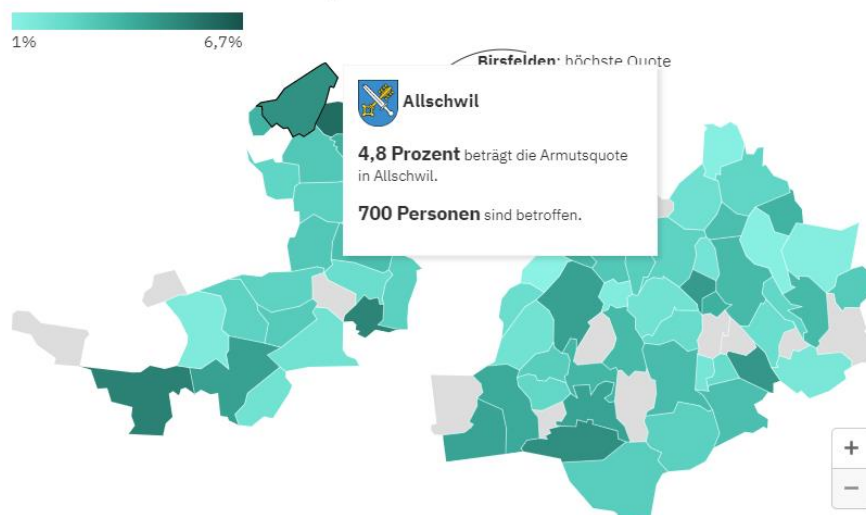 1%
6,7%
Birsfelden: höchste Quote
Allschwil
4,8 Prozent beträgt die Armutsquote
in Allschwil.
700 Personen sind betroffen.
+
−